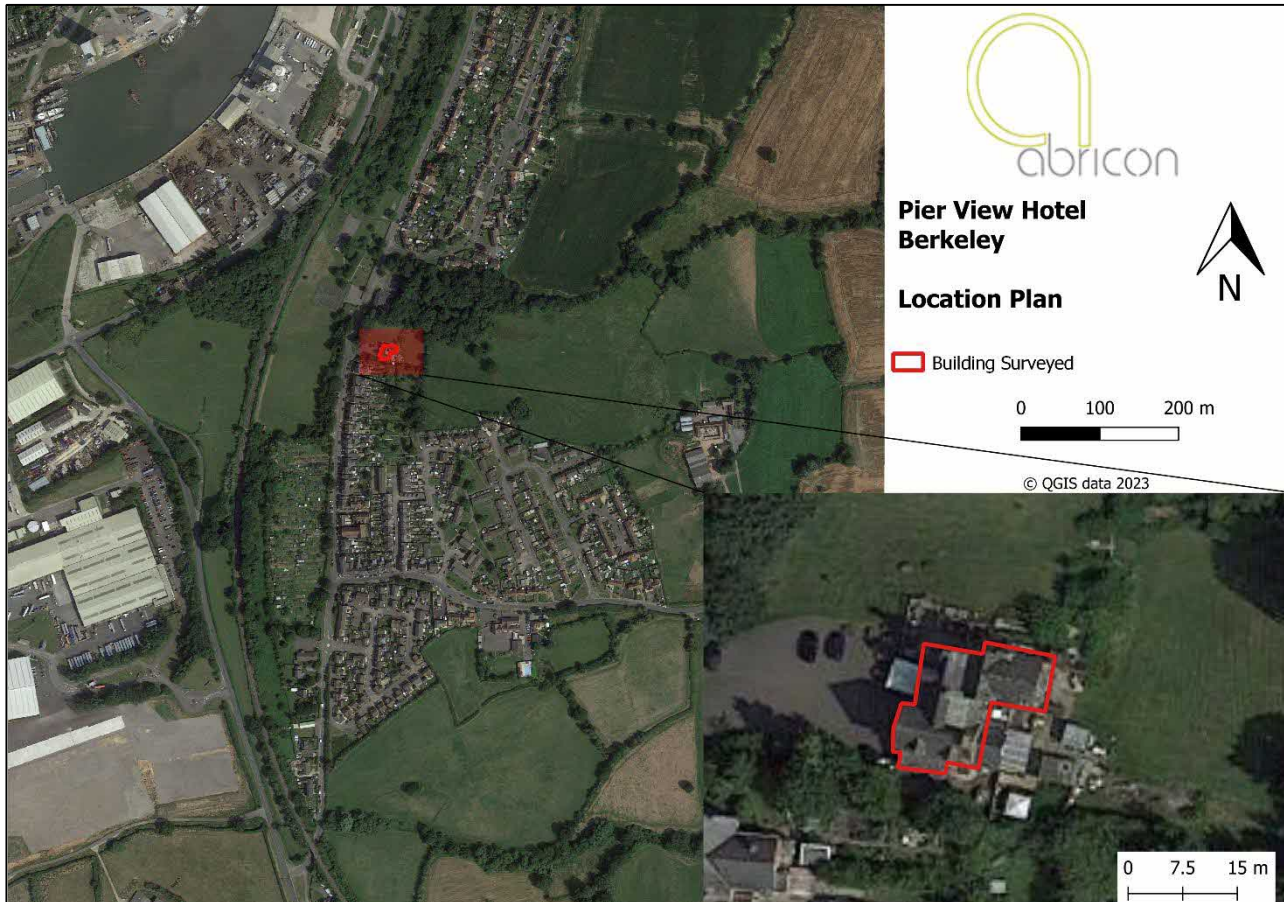 abricon
Pier View Hotel
Berkeley
N
Location Plan
Building Surveyed
0 100 200 m
© QGIS data 2023
0 7.5 15 m